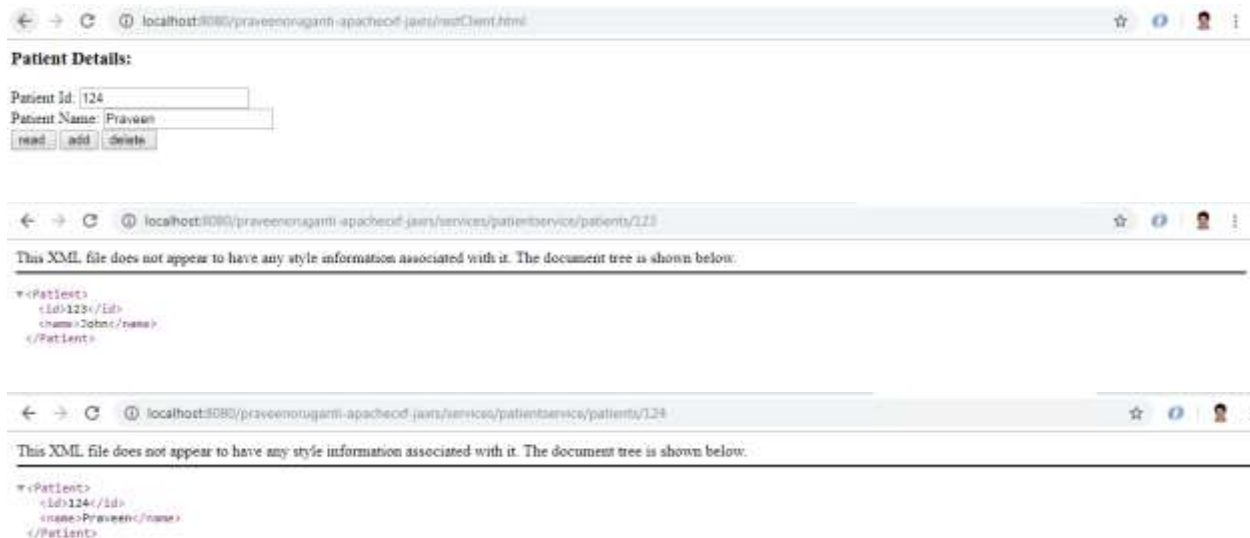 localhost:8080/praveenoruganti-apachecxf-jaxrs/restClient.html
Patient Details:
Patient Id: 124
Patient Name: Praveen
read add delete
localhost:8080/praveenoruganti-apachecxf-jaxrs/services/patientservice/patients/123
This XML file does not appear to have any style information associated with it. The document tree is shown below.
▼<Patient>
<id>123</id>
<name>John</name>
</Patient>
localhost:8080/praveenoruganti-apachecxf-jaxrs/services/patientservice/patients/124
This XML file does not appear to have any style information associated with it. The document tree is shown below.
▼<Patient>
<id>124</id>
<name>Praveen</name>
</Patient>